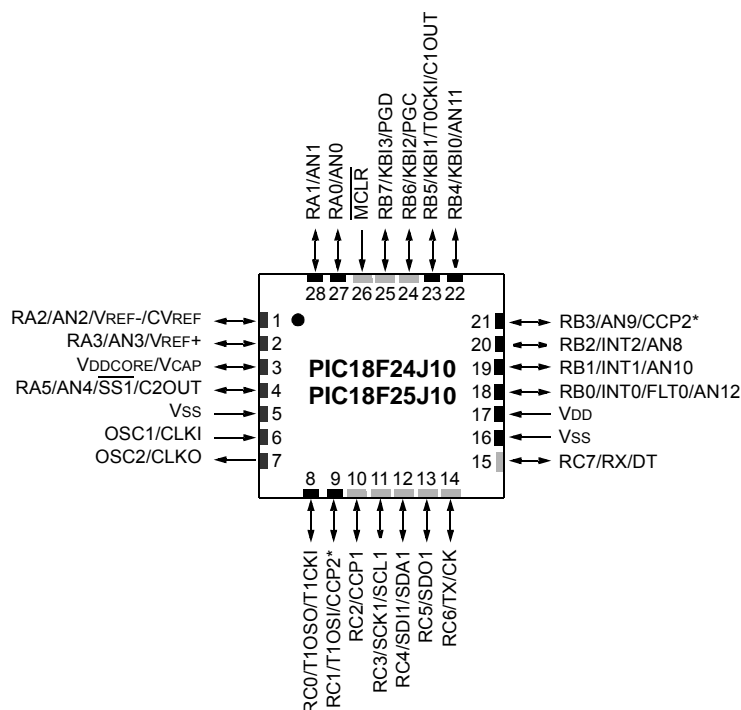 RA1/AN1
RA0/AN0
MCLR
RB7/KBI3/PGD
RB6/KBI2/PGC
RB5/KBI1/T0CKI/C1OUT
RB4/KBI0/AN11
28 27 26 25 24 23 22
RA2/AN2/VREF-/CVREF 1
RA3/AN3/VREF+ 2
VDDCORE/VCAP 3
RA5/AN4/SS1/C2OUT 4
VSS 5
OSC1/CLKI 6
OSC2/CLKO 7
PIC18F24J10
PIC18F25J10
21 RB3/AN9/CCP2*
20 RB2/INT2/AN8
19 RB1/INT1/AN10
18 RB0/INT0/FLT0/AN12
17 VDD
16 VSS
15 RC7/RX/DT
8 9 10 11 12 13 14
RC0/T1OSO/T1CKI
RC1/T1OSI/CCP2*
RC2/CCP1
RC3/SCK1/SCL1
RC4/SDI1/SDA1
RC5/SDO1
RC6/TX/CK